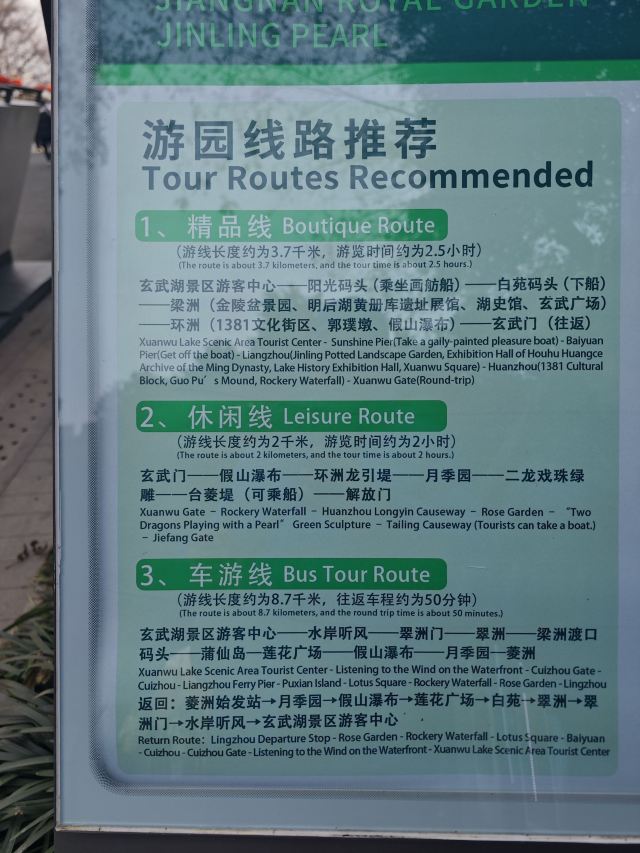 JIANGNAN ROYAL GARDEN
JINLING PEARL
游园线路推荐
Tour Routes Recommended
1、精品线 Boutique Route
（游线长度约为3.7千米，游览时间约为2.5小时）
(The route is about 3.7 kilometers, and the tour time is about 2.5 hours.)
玄武湖景区游客中心——阳光码头（乘坐画舫船）——白苑码头（下船）
——梁洲（金陵盆景园、明后湖黄册库遗址展馆、湖史馆、玄武广场）
——环洲（1381文化街区、郭璞墩、假山瀑布）——玄武门（往返）
Xuanwu Lake Scenic Area Tourist Center - Sunshine Pier(Take a gaily-painted pleasure boat) - Baiyuan
Pier(Get off the boat) - Liangzhou(Jinling Potted Landscape Garden, Exhibition Hall of Houhu Huangce
Archive of the Ming Dynasty, Lake History Exhibition Hall, Xuanwu Square) - Huanzhou(1381 Cultural
Block, Guo Pu’s Mound, Rockery Waterfall) - Xuanwu Gate(Round-trip)
2、休闲线 Leisure Route
（游线长度约为2千米，游览时间约为2小时）
(The route is about 2 kilometers, and the tour time is about 2 hours.)
玄武门——假山瀑布——环洲龙引堤——月季园——二龙戏珠绿
雕——台菱堤（可乘船）——解放门
Xuanwu Gate - Rockery Waterfall - Huanzhou Longyin Causeway - Rose Garden - “Two
Dragons Playing with a Pearl” Green Sculpture - Tailing Causeway (Tourists can take a boat.)
- Jiefang Gate
3、车游线 Bus Tour Route
（游线长度约为8.7千米，往返车程约为50分钟）
(The route is about 8.7 kilometers, and the round trip time is about 50 minutes.)
玄武湖景区游客中心——水岸听风——翠洲门——翠洲——梁洲渡口
码头——蒲仙岛—莲花广场——假山瀑布——月季园—菱洲
Xuanwu Lake Scenic Area Tourist Center - Listening to the Wind on the Waterfront - Cuizhou Gate -
Cuizhou - Liangzhou Ferry Pier - Puxian Island - Lotus Square - Rockery Waterfall - Rose Garden - Lingzhou
返回：菱洲始发站→月季园→假山瀑布→莲花广场→白苑→翠洲→翠
洲门→水岸听风→玄武湖景区游客中心
Return Route：Lingzhou Departure Stop - Rose Garden - Rockery Waterfall - Lotus Square - Baiyuan
- Cuizhou - Cuizhou Gate - Listening to the Wind on the Waterfront - Xuanwu Lake Scenic Area Tourist Center